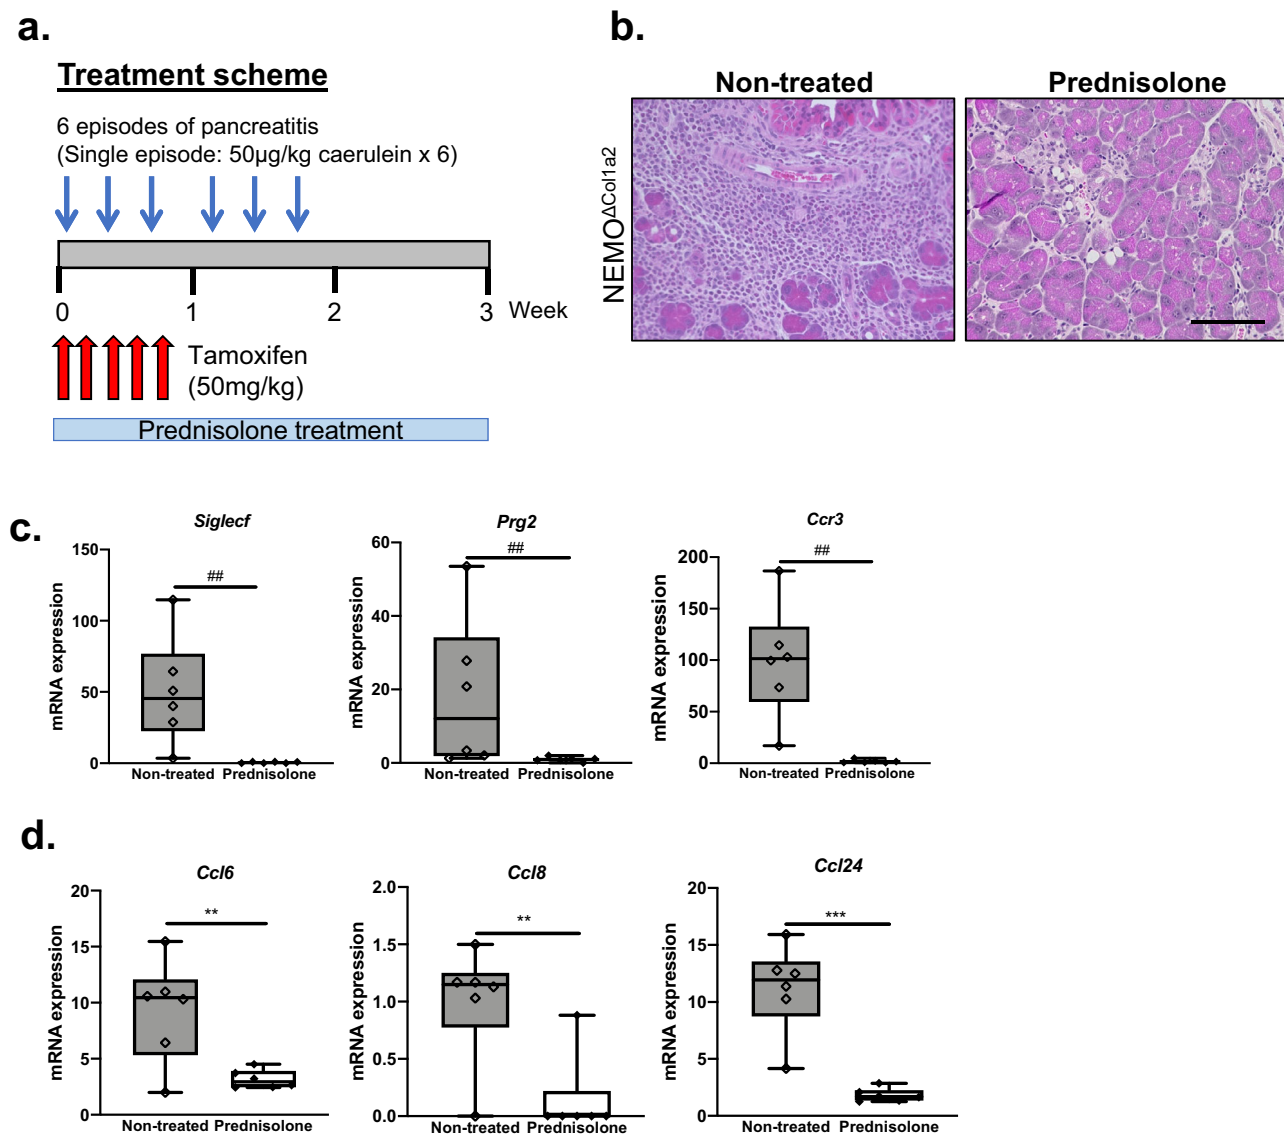 a.
Treatment scheme
6 episodes of pancreatitis
(Single episode: 50µg/kg caerulein x 6)
0 1 2 3 Week
Tamoxifen
(50mg/kg)
Prednisolone treatment
b.
Non-treated Prednisolone
NEMO^ΔCol1a2
c.
Siglecf
##
mRNA expression
150
100
50
0
Non-treated Prednisolone
Prg2
##
mRNA expression
60
40
20
0
Non-treated Prednisolone
Ccr3
##
mRNA expression
200
150
100
50
0
Non-treated Prednisolone
d.
Ccl6
**
mRNA expression
20
15
10
5
0
Non-treated Prednisolone
Ccl8
**
mRNA expression
2.0
1.5
1.0
0.5
0.0
Non-treated Prednisolone
Ccl24
***
mRNA expression
20
15
10
5
0
Non-treated Prednisolone